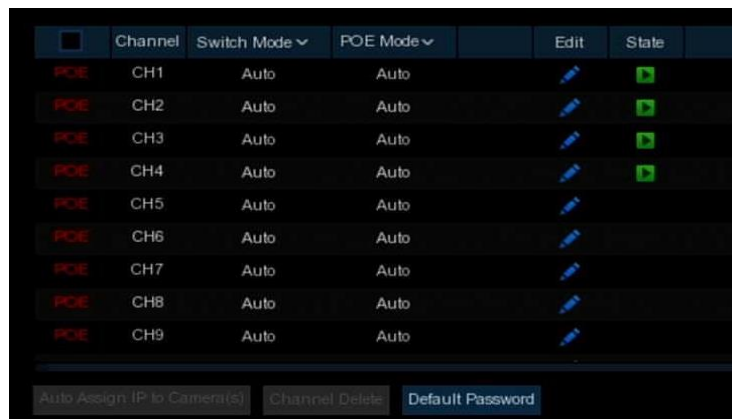 Channel Switch Mode POE Mode Edit State
POE CH1 Auto Auto
POE CH2 Auto Auto
POE CH3 Auto Auto
POE CH4 Auto Auto
POE CH5 Auto Auto
POE CH6 Auto Auto
POE CH7 Auto Auto
POE CH8 Auto Auto
POE CH9 Auto Auto
Auto Assign IP to Camera(s) Channel Delete Default Password